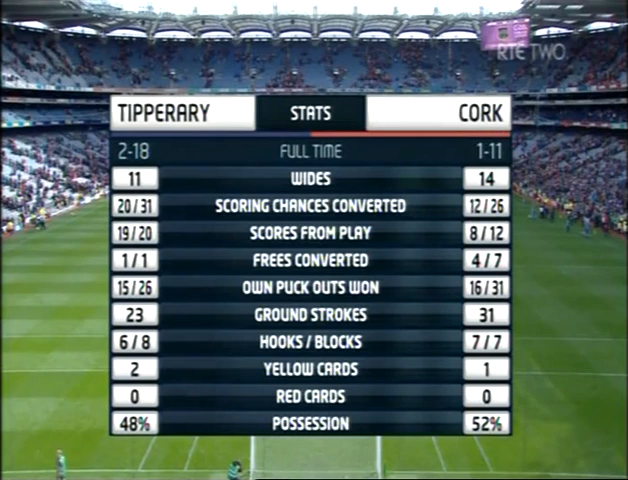 RTÉ TWO
TIPPERARY STATS CORK
2-18 FULL TIME 1-11
11 WIDES 14
20/31 SCORING CHANCES CONVERTED 12/26
19/20 SCORES FROM PLAY 8/12
1/1 FREES CONVERTED 4/7
15/26 OWN PUCK OUTS WON 16/31
23 GROUND STROKES 31
6/8 HOOKS / BLOCKS 7/7
2 YELLOW CARDS 1
0 RED CARDS 0
48% POSSESSION 52%